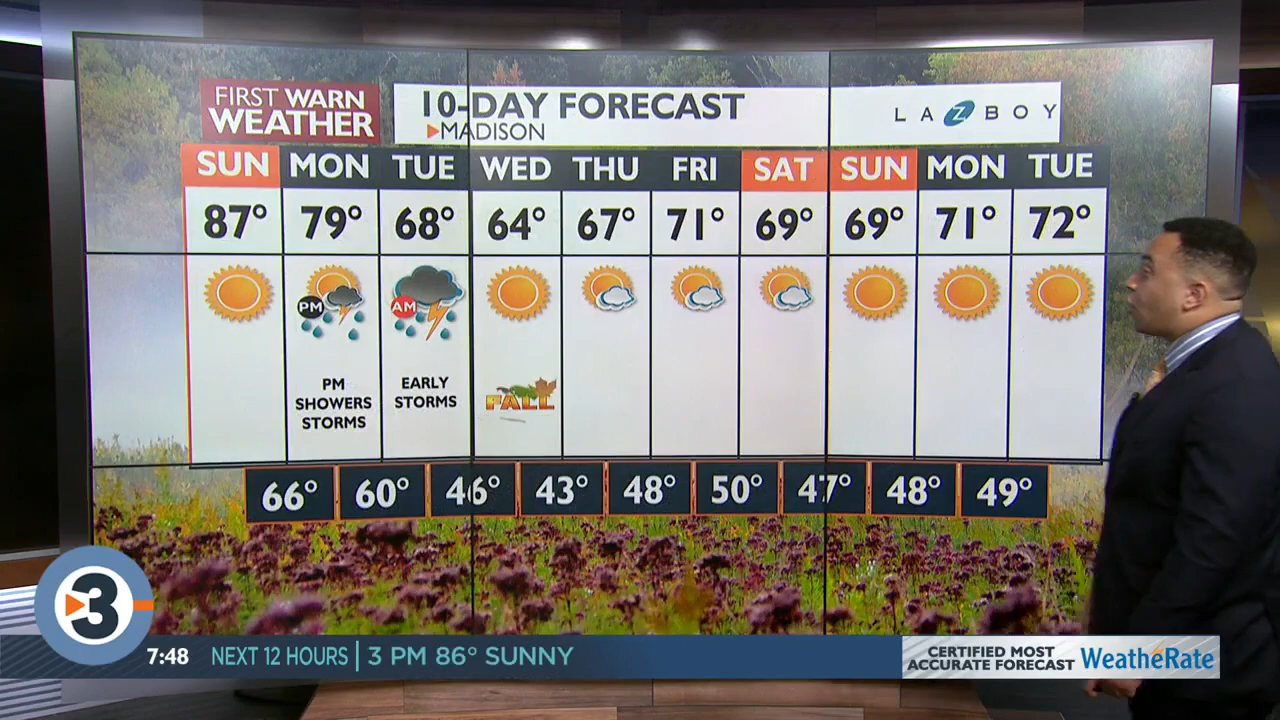 FIRST WARN
WEATHER
10-DAY FORECAST
MADISON
LA Z BOY
SUN MON TUE WED THU FRI SAT SUN MON TUE
87° 79° 68° 64° 67° 71° 69° 69° 71° 72°
PM AM
PM
SHOWERS
STORMS
EARLY
STORMS
FALL
66° 60° 46° 43° 48° 50° 47° 48° 49°
3
7:48 NEXT 12 HOURS | 3 PM 86° SUNNY
CERTIFIED MOST
ACCURATE FORECAST
WeatheRate